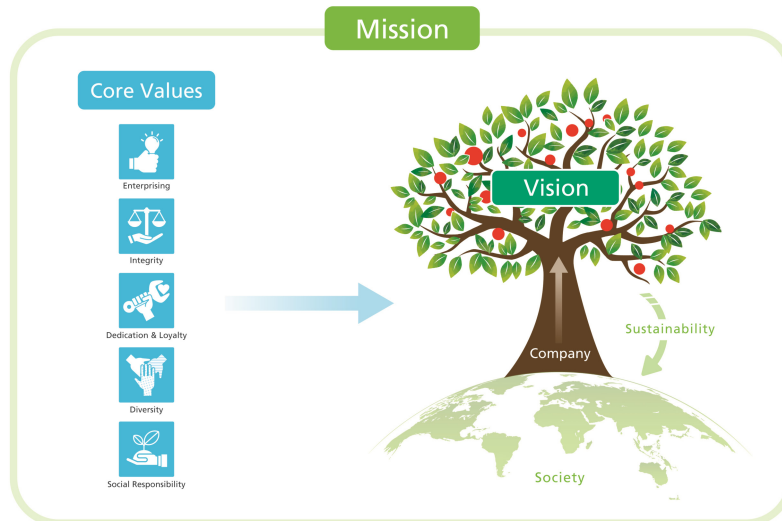 Mission
Core Values
Enterprising
Integrity
Dedication & Loyalty
Diversity
Social Responsibility
Vision
Sustainability
Company
Society